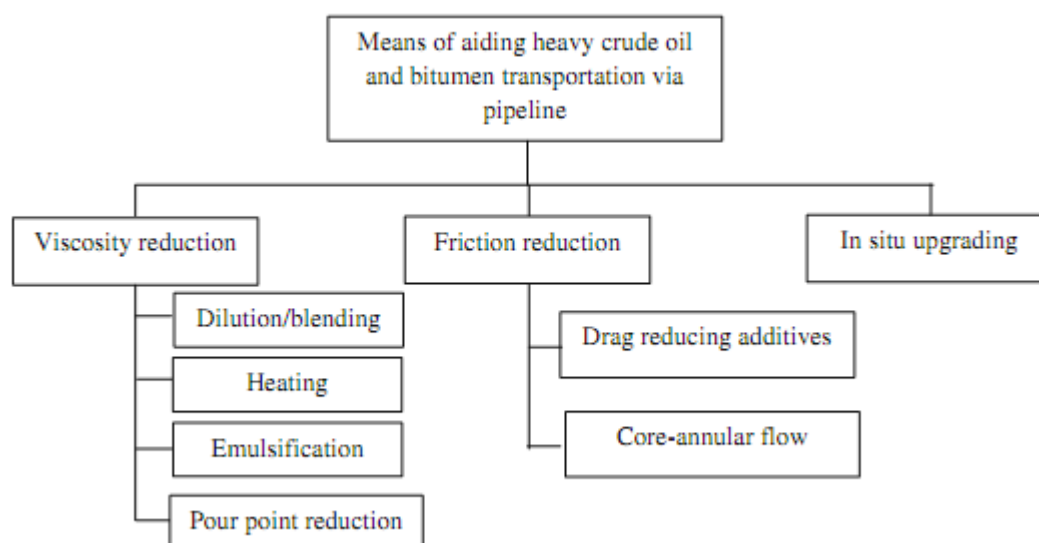 Means of aiding heavy crude oil
and bitumen transportation via
pipeline
Viscosity reduction
Friction reduction
In situ upgrading
Dilution/blending
Heating
Emulsification
Pour point reduction
Drag reducing additives
Core-annular flow